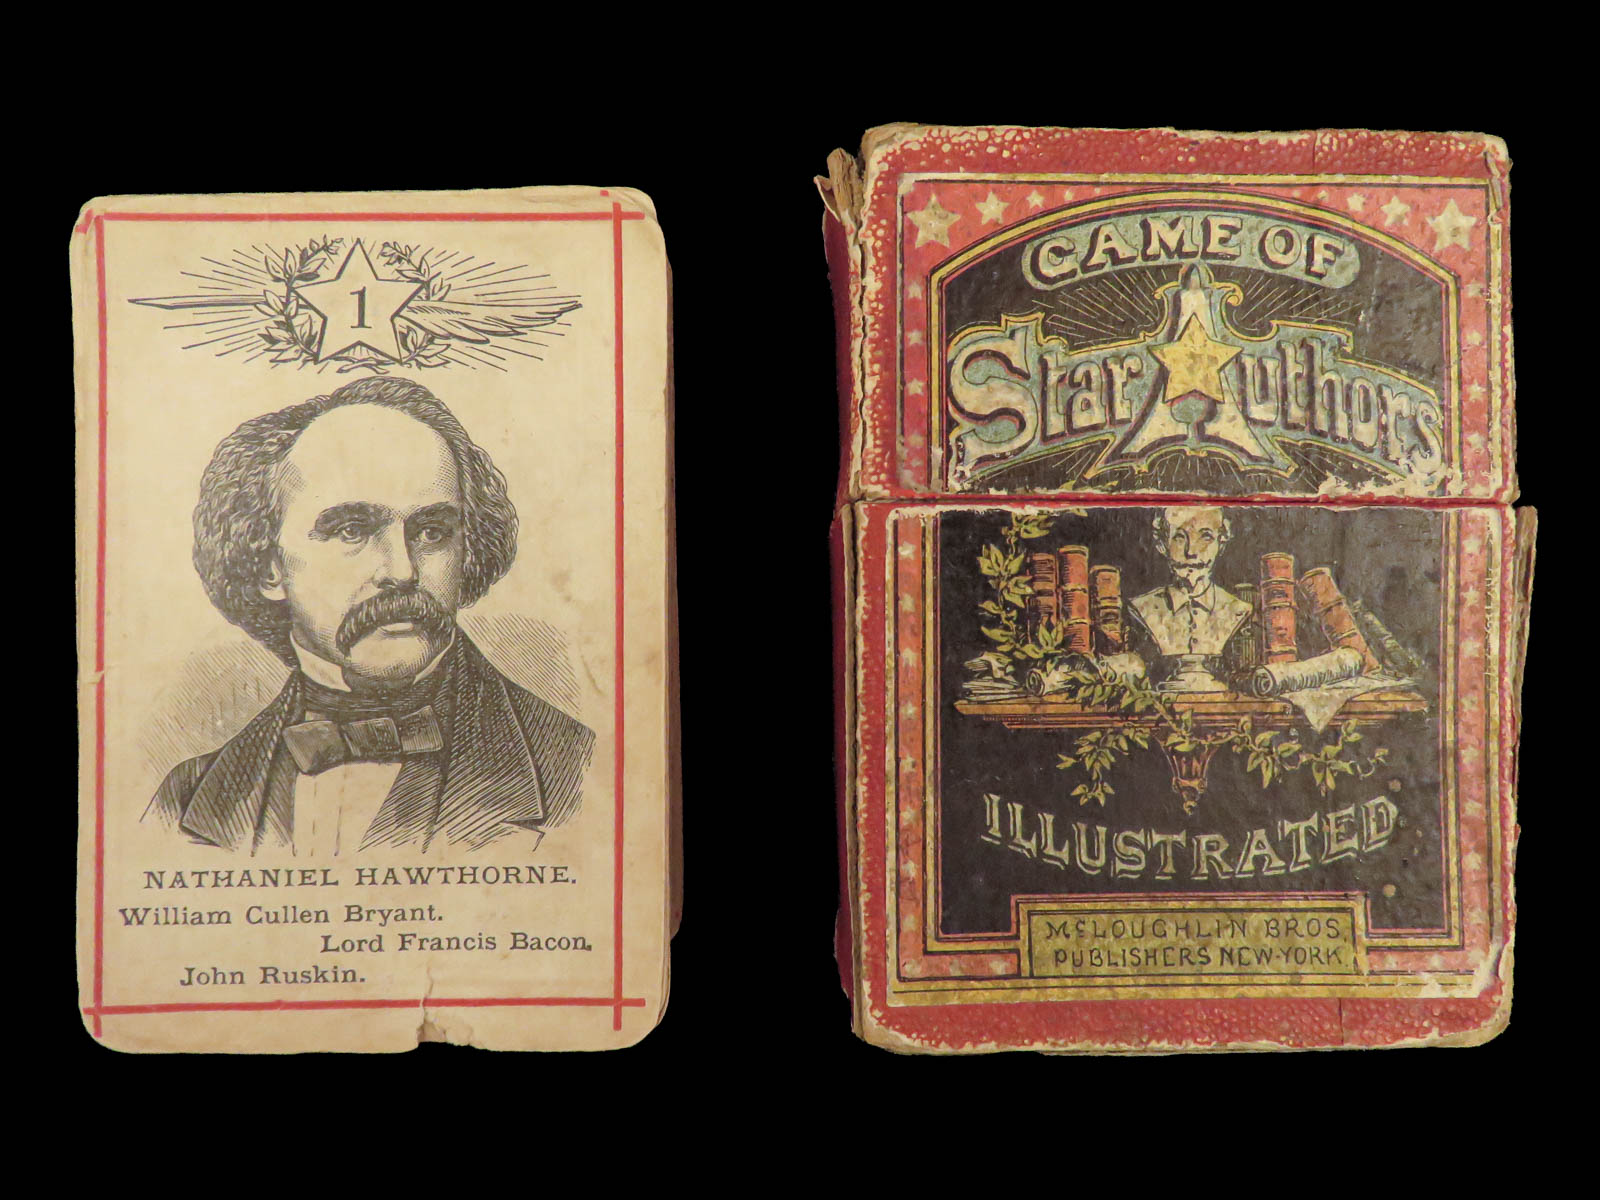 1
NATHANIEL HAWTHORNE.
William Cullen Bryant.
Lord Francis Bacon.
John Ruskin.
GAME OF
Star Authors
ILLUSTRATED
McLOUGHLIN BROS.
PUBLISHERS NEW-YORK